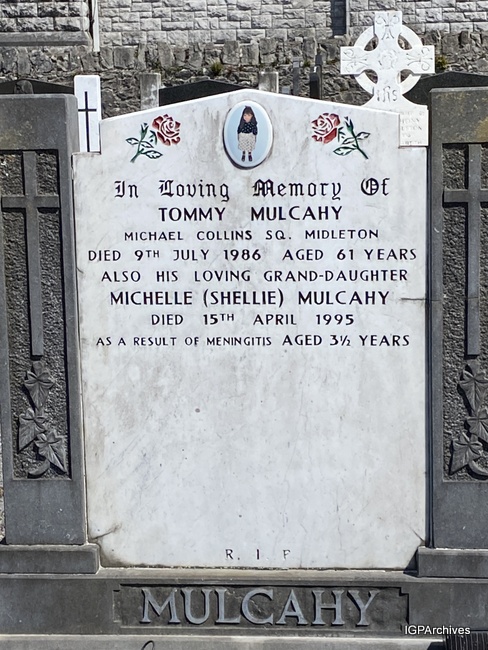 IHS
In Loving Memory Of
TOMMY MULCAHY
MICHAEL COLLINS SQ. MIDLETON
DIED 9TH JULY 1986 AGED 61 YEARS
ALSO HIS LOVING GRAND-DAUGHTER
MICHELLE (SHELLIE) MULCAHY
DIED 15TH APRIL 1995
AS A RESULT OF MENINGITIS AGED 3½ YEARS
R. I P
MULCAHY
IGPArchives